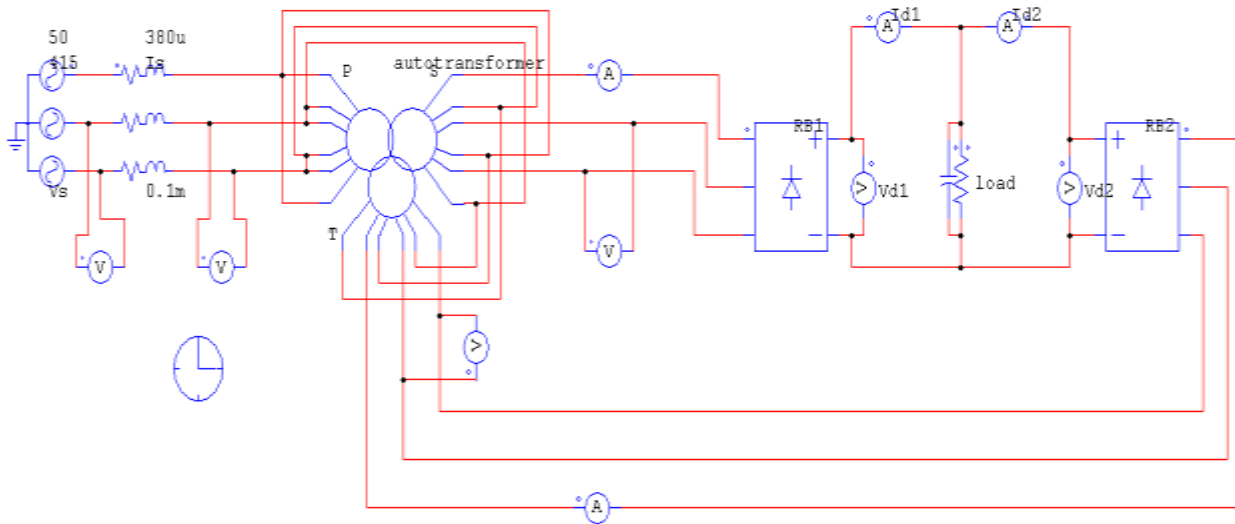 50
415
380u
Is
Vs
0.1m
P
autotransformer
S
T
A
V
V
V
>
A
Id1
A
Id2
A
RB1
+
−
>
Vd1
load
>
Vd2
+
−
RB2